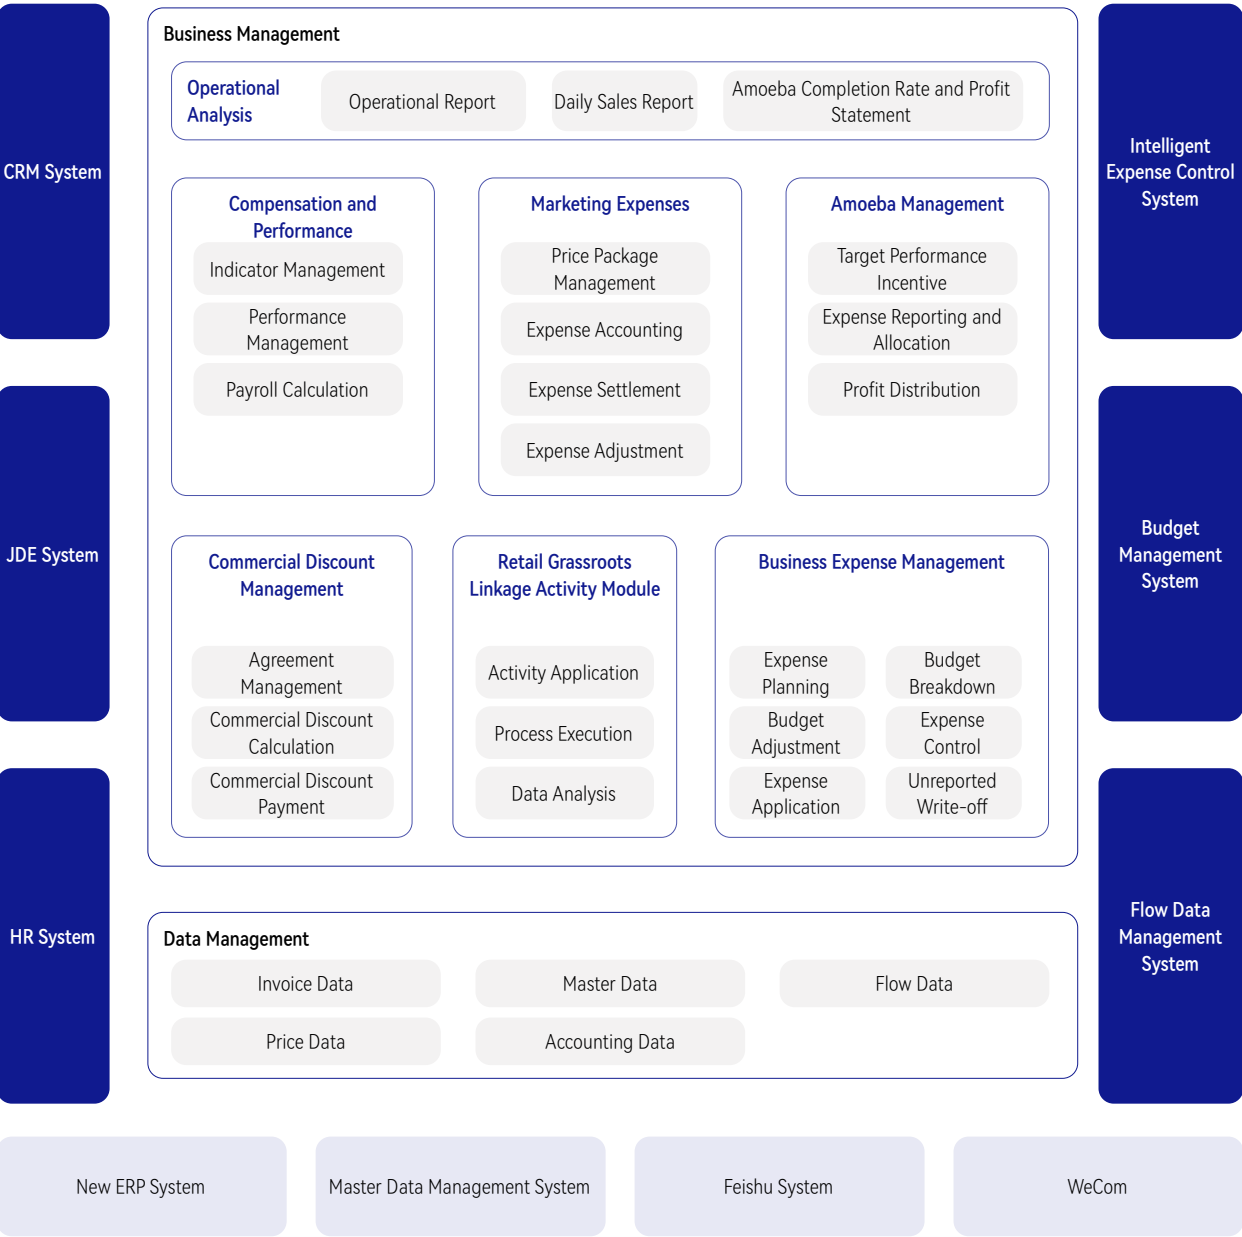 CRM System
JDE System
HR System
Business Management
Operational
Analysis
Operational Report
Daily Sales Report
Amoeba Completion Rate and Profit
Statement
Compensation and
Performance
Indicator Management
Performance
Management
Payroll Calculation
Marketing Expenses
Price Package
Management
Expense Accounting
Expense Settlement
Expense Adjustment
Amoeba Management
Target Performance
Incentive
Expense Reporting and
Allocation
Profit Distribution
Commercial Discount
Management
Agreement
Management
Commercial Discount
Calculation
Commercial Discount
Payment
Retail Grassroots
Linkage Activity Module
Activity Application
Process Execution
Data Analysis
Business Expense Management
Expense
Planning
Budget
Breakdown
Budget
Adjustment
Expense
Control
Expense
Application
Unreported
Write-off
Data Management
Invoice Data
Master Data
Flow Data
Price Data
Accounting Data
Intelligent
Expense Control
System
Budget
Management
System
Flow Data
Management
System
New ERP System
Master Data Management System
Feishu System
WeCom